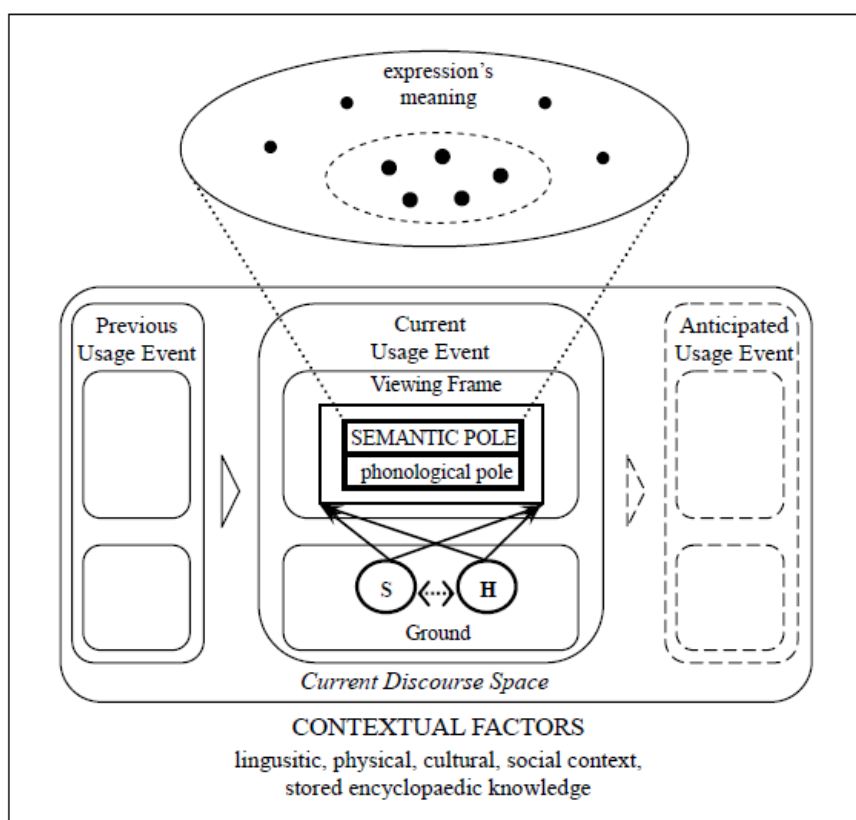 expression's
meaning
Previous
Usage Event
Current
Usage Event
Anticipated
Usage Event
Viewing Frame
SEMANTIC POLE
phonological pole
S
H
Ground
Current Discourse Space
CONTEXTUAL FACTORS
lingusitic, physical, cultural, social context,
stored encyclopaedic knowledge